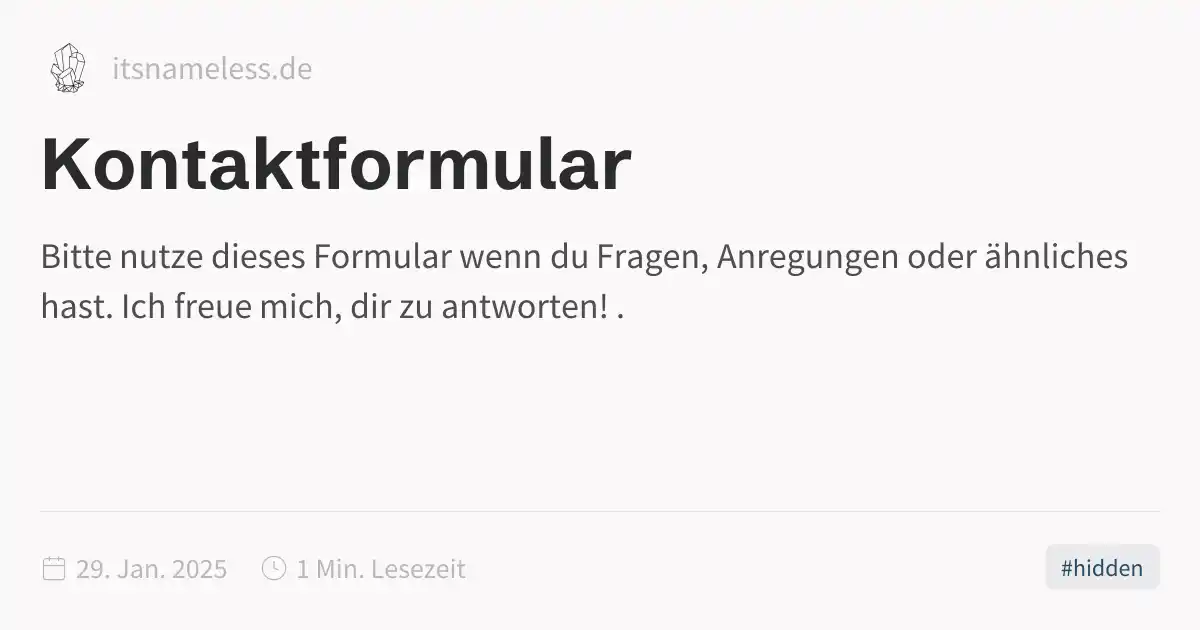 itsnameless.de
Kontaktformular
Bitte nutze dieses Formular wenn du Fragen, Anregungen oder ähnliches
hast. Ich freue mich, dir zu antworten! .
29. Jan. 2025 1 Min. Lesezeit #hidden